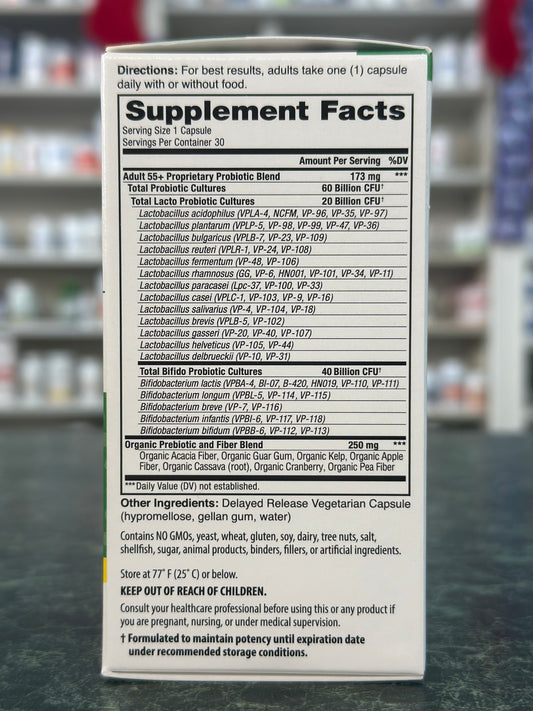 Directions: For best results, adults take one (1) capsule
daily with or without food.
Supplement Facts
Serving Size 1 Capsule
Servings Per Container 30
Amount Per Serving %DV
Adult 55+ Proprietary Probiotic Blend 173 mg ***
Total Probiotic Cultures 60 Billion CFU†
Total Lacto Probiotic Cultures 20 Billion CFU†
Lactobacillus acidophilus (VPLA-4, NCFM, VP-96, VP-35, VP-97)
Lactobacillus plantarum (VPLP-5, VP-98, VP-99, VP-47, VP-36)
Lactobacillus bulgaricus (VPLB-7, VP-23, VP-109)
Lactobacillus reuteri (VPLR-1, VP-24, VP-108)
Lactobacillus fermentum (VP-48, VP-106)
Lactobacillus rhamnosus (GG, VP-6, HN001, VP-101, VP-34, VP-11)
Lactobacillus paracasei (Lpc-37, VP-100, VP-33)
Lactobacillus casei (VPLC-1, VP-103, VP-9, VP-16)
Lactobacillus salivarius (VP-4, VP-104, VP-18)
Lactobacillus brevis (VPLB-5, VP-102)
Lactobacillus gasseri (VP-20, VP-40, VP-107)
Lactobacillus helveticus (VP-105, VP-44)
Lactobacillus delbrueckii (VP-10, VP-31)
Total Bifido Probiotic Cultures 40 Billion CFU†
Bifidobacterium lactis (VPBA-4, BI-07, B-420, HN019, VP-110, VP-111)
Bifidobacterium longum (VPBL-5, VP-114, VP-115)
Bifidobacterium breve (VP-7, VP-116)
Bifidobacterium infantis (VPBI-6, VP-117, VP-118)
Bifidobacterium bifidum (VPBB-6, VP-112, VP-113)
Organic Prebiotic and Fiber Blend 250 mg ***
Organic Acacia Fiber, Organic Guar Gum, Organic Kelp, Organic Apple
Fiber, Organic Cassava (root), Organic Cranberry, Organic Pea Fiber
***Daily Value (DV) not established.
Other Ingredients: Delayed Release Vegetarian Capsule
(hypromellose, gellan gum, water)
Contains NO GMOs, yeast, wheat, gluten, soy, dairy, tree nuts, salt,
shellfish, sugar, animal products, binders, fillers, or artificial ingredients.
Store at 77° F (25° C) or below.
KEEP OUT OF REACH OF CHILDREN.
Consult your healthcare professional before using this or any product if
you are pregnant, nursing, or under medical supervision.
† Formulated to maintain potency until expiration date
under recommended storage conditions.